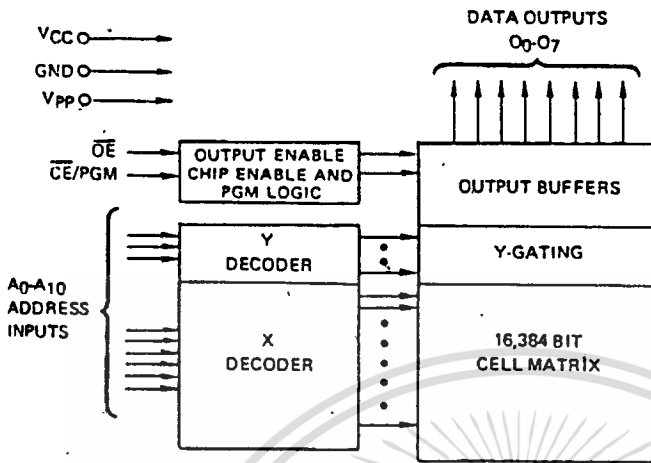 DATA OUTPUTS
O0-O7
VCC
GND
VPP
OE
CE/PGM
OUTPUT ENABLE
CHIP ENABLE AND
PGM LOGIC
OUTPUT BUFFERS
Y
DECODER
Y-GATING
A0-A10
ADDRESS
INPUTS
X
DECODER
16,384 BIT
CELL MATRIX